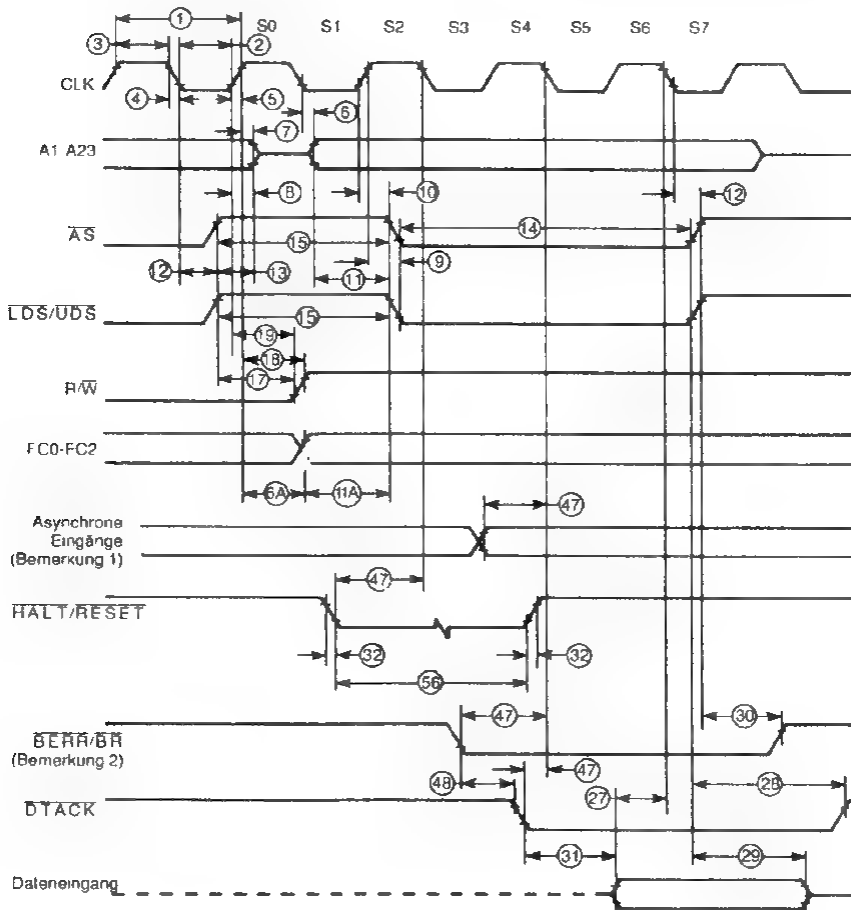 ① S0 S1 S2 S3 S4 S5 S6 S7
③ ②
CLK
④ ⑤ ⑥
⑦
A1 A23
8 10 12
AS
15 14
12 13 11 9
LDS/UDS
15
19
18
17
R/W
FC0-FC2
6A 11A
Asynchrone
Eingänge
(Bemerkung 1)
47
47
HALT/RESET
32 32
56
BERR/BR
(Bemerkung 2)
47 30
47
48 27 28
DTACK
31 29
Dateneingang